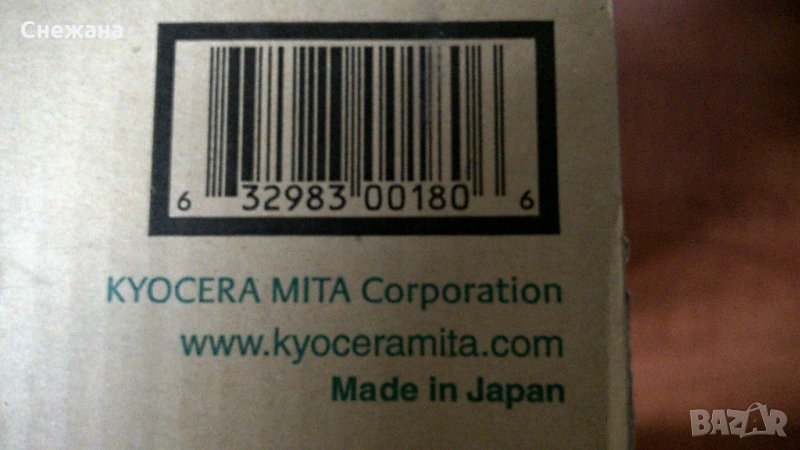 Снежана
6 32983 00180 6
KYOCERA MITA Corporation
www.kyoceramita.com
Made in Japan
BAZAR